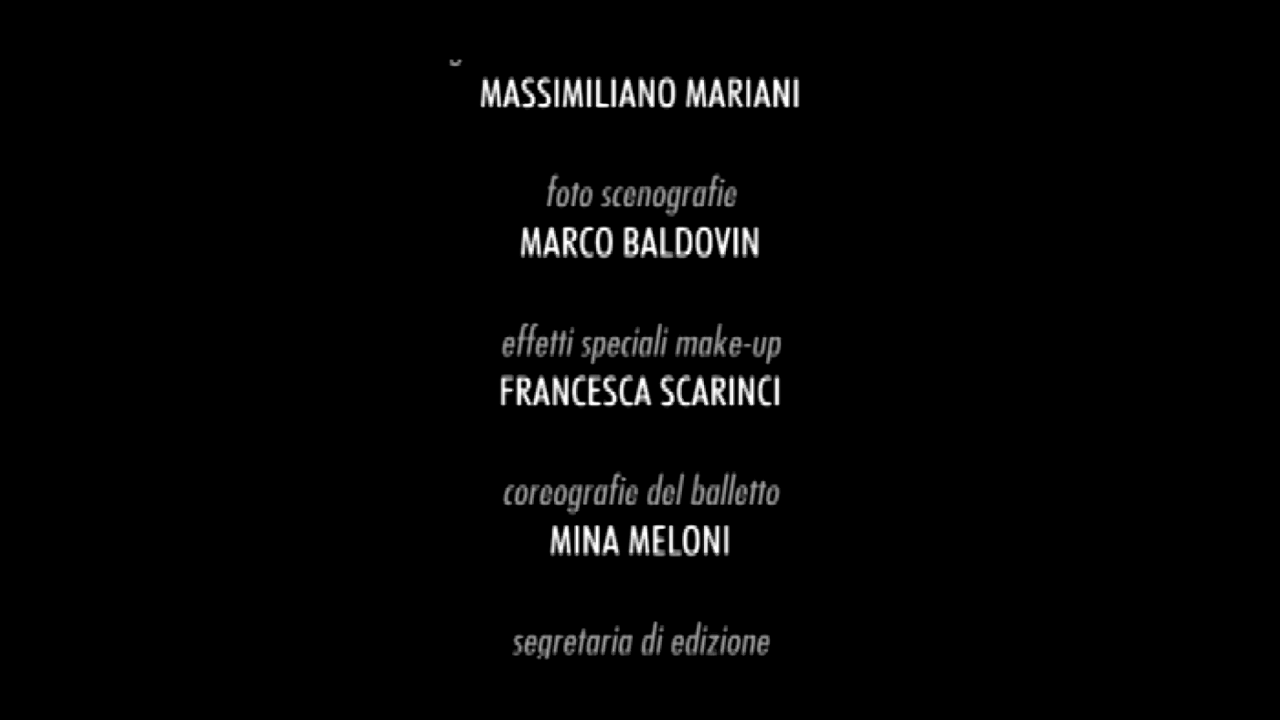 MASSIMILIANO MARIANI
foto scenografie
MARCO BALDOVIN
effetti speciali make-up
FRANCESCA SCARINCI
coreografie del balletto
MINA MELONI
segretaria di edizione